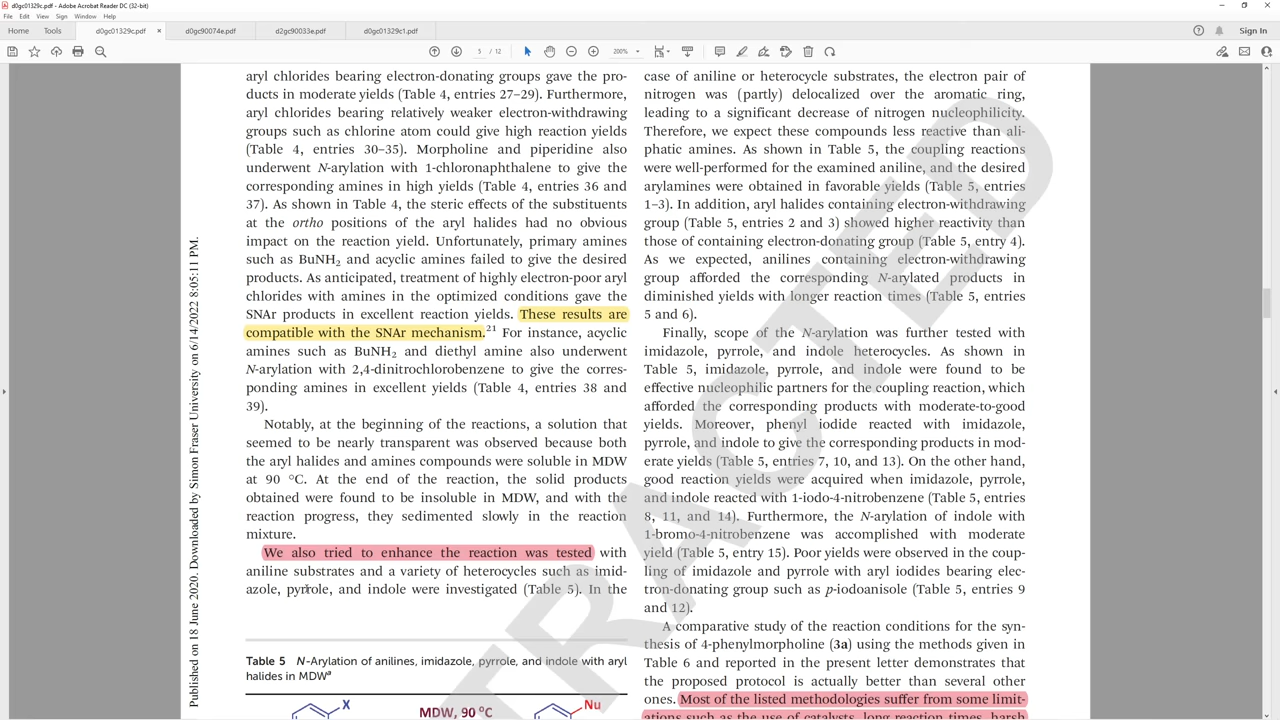 d0gc01329c.pdf - Adobe Acrobat Reader DC (32-bit)
File Edit View Sign Window Help
Home Tools d0gc01329c.pdf × d0gc90074e.pdf d2gc90033e.pdf d0gc01329c1.pdf Sign In
5 / 12 200%
Published on 18 June 2020. Downloaded by Simon Fraser University on 6/14/2022 8:05:11 PM.
aryl chlorides bearing electron-donating groups gave the pro-
ducts in moderate yields (Table 4, entries 27–29). Furthermore,
aryl chlorides bearing relatively weaker electron-withdrawing
groups such as chlorine atom could give high reaction yields
(Table 4, entries 30–35). Morpholine and piperidine also
underwent N-arylation with 1-chloronaphthalene to give the
corresponding amines in high yields (Table 4, entries 36 and
37). As shown in Table 4, the steric effects of the substituents
at the ortho positions of the aryl halides had no obvious
impact on the reaction yield. Unfortunately, primary amines
such as BuNH₂ and acyclic amines failed to give the desired
products. As anticipated, treatment of highly electron-poor aryl
chlorides with amines in the optimized conditions gave the
SNAr products in excellent reaction yields. These results are
compatible with the SNAr mechanism.²¹ For instance, acyclic
amines such as BuNH₂ and diethyl amine also underwent
N-arylation with 2,4-dinitrochlorobenzene to give the corres-
ponding amines in excellent yields (Table 4, entries 38 and
39).
Notably, at the beginning of the reactions, a solution that
seemed to be nearly transparent was observed because both
the aryl halides and amines compounds were soluble in MDW
at 90 °C. At the end of the reaction, the solid products
obtained were found to be insoluble in MDW, and with the
reaction progress, they sedimented slowly in the reaction
mixture.
We also tried to enhance the reaction was tested with
aniline substrates and a variety of heterocycles such as imid-
azole, pyrrole, and indole were investigated (Table 5). In the
Table 5 N-Arylation of anilines, imidazole, pyrrole, and indole with aryl
halides in MDWᵃ
X MDW, 90 °C Nu
case of aniline or heterocycle substrates, the electron pair of
nitrogen was (partly) delocalized over the aromatic ring,
leading to a significant decrease of nitrogen nucleophilicity.
Therefore, we expect these compounds less reactive than ali-
phatic amines. As shown in Table 5, the coupling reactions
were well-performed for the examined aniline, and the desired
arylamines were obtained in favorable yields (Table 5, entries
1–3). In addition, aryl halides containing electron-withdrawing
group (Table 5, entries 2 and 3) showed higher reactivity than
those of containing electron-donating group (Table 5, entry 4).
As we expected, anilines containing electron-withdrawing
group afforded the corresponding N-arylated products in
diminished yields with longer reaction times (Table 5, entries
5 and 6).
Finally, scope of the N-arylation was further tested with
imidazole, pyrrole, and indole heterocycles. As shown in
Table 5, imidazole, pyrrole, and indole were found to be
effective nucleophilic partners for the coupling reaction, which
afforded the corresponding products with moderate-to-good
yields. Moreover, phenyl iodide reacted with imidazole,
pyrrole, and indole to give the corresponding products in mod-
erate yields (Table 5, entries 7, 10, and 13). On the other hand,
good reaction yields were acquired when imidazole, pyrrole,
and indole reacted with 1-iodo-4-nitrobenzene (Table 5, entries
8, 11, and 14). Furthermore, the N-arylation of indole with
1-bromo-4-nitrobenzene was accomplished with moderate
yield (Table 5, entry 15). Poor yields were observed in the coup-
ling of imidazole and pyrrole with aryl iodides bearing elec-
tron-donating group such as p-iodoanisole (Table 5, entries 9
and 12).
A comparative study of the reaction conditions for the syn-
thesis of 4-phenylmorpholine (3a) using the methods given in
Table 6 and reported in the present letter demonstrates that
the proposed protocol is actually better than several other
ones. Most of the listed methodologies suffer from some limit-
ations such as the use of catalysts, long reaction times, harsh
TRACTED